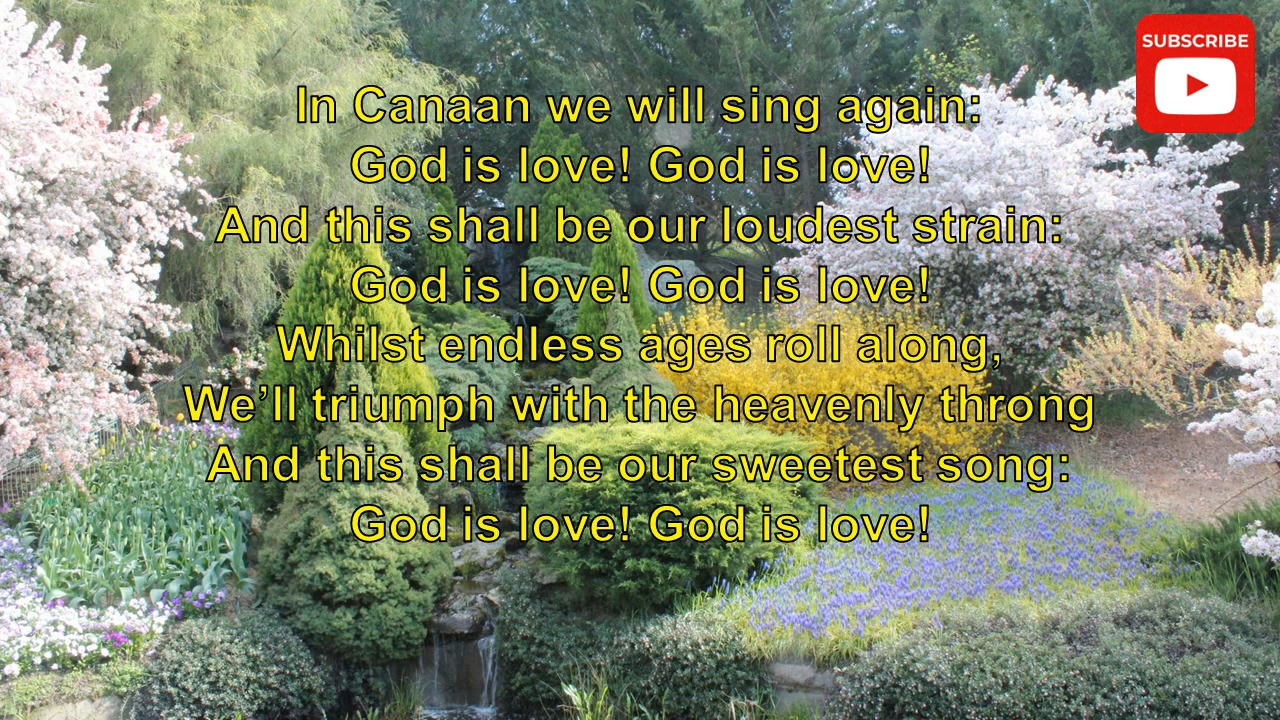 SUBSCRIBE
In Canaan we will sing again:
God is love! God is love!
And this shall be our loudest strain:
God is love! God is love!
Whilst endless ages roll along,
We’ll triumph with the heavenly throng
And this shall be our sweetest song:
God is love! God is love!